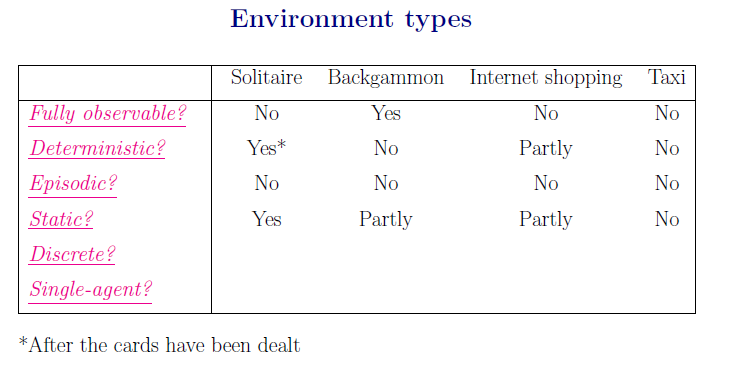 Environment types
Solitaire Backgammon Internet shopping Taxi
Fully observable? No Yes No No
Deterministic? Yes* No Partly No
Episodic? No No No No
Static? Yes Partly Partly No
Discrete?
Single-agent?
*After the cards have been dealt